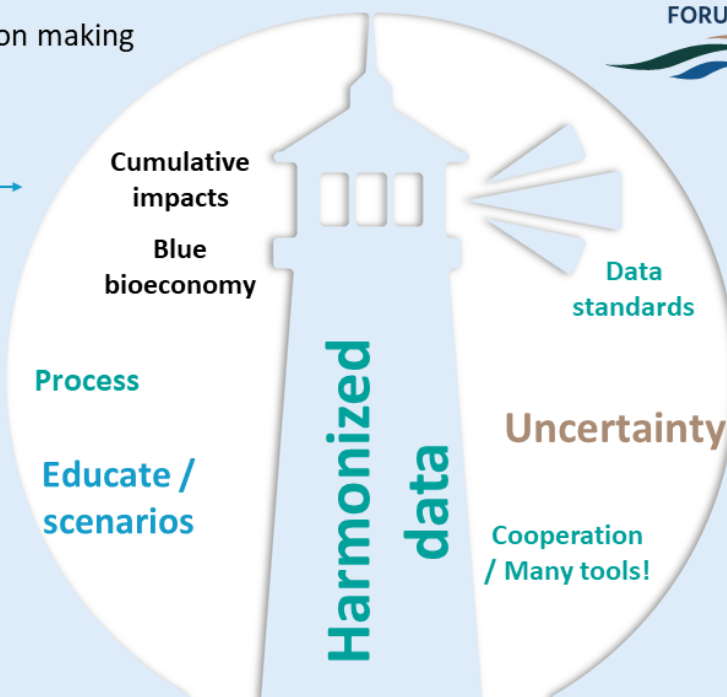 on making
FORU
Cumulative
impacts
Blue
bioeconomy
Data
standards
Process
Harmonized
data
Uncertainty
Educate /
scenarios
Cooperation
/ Many tools!